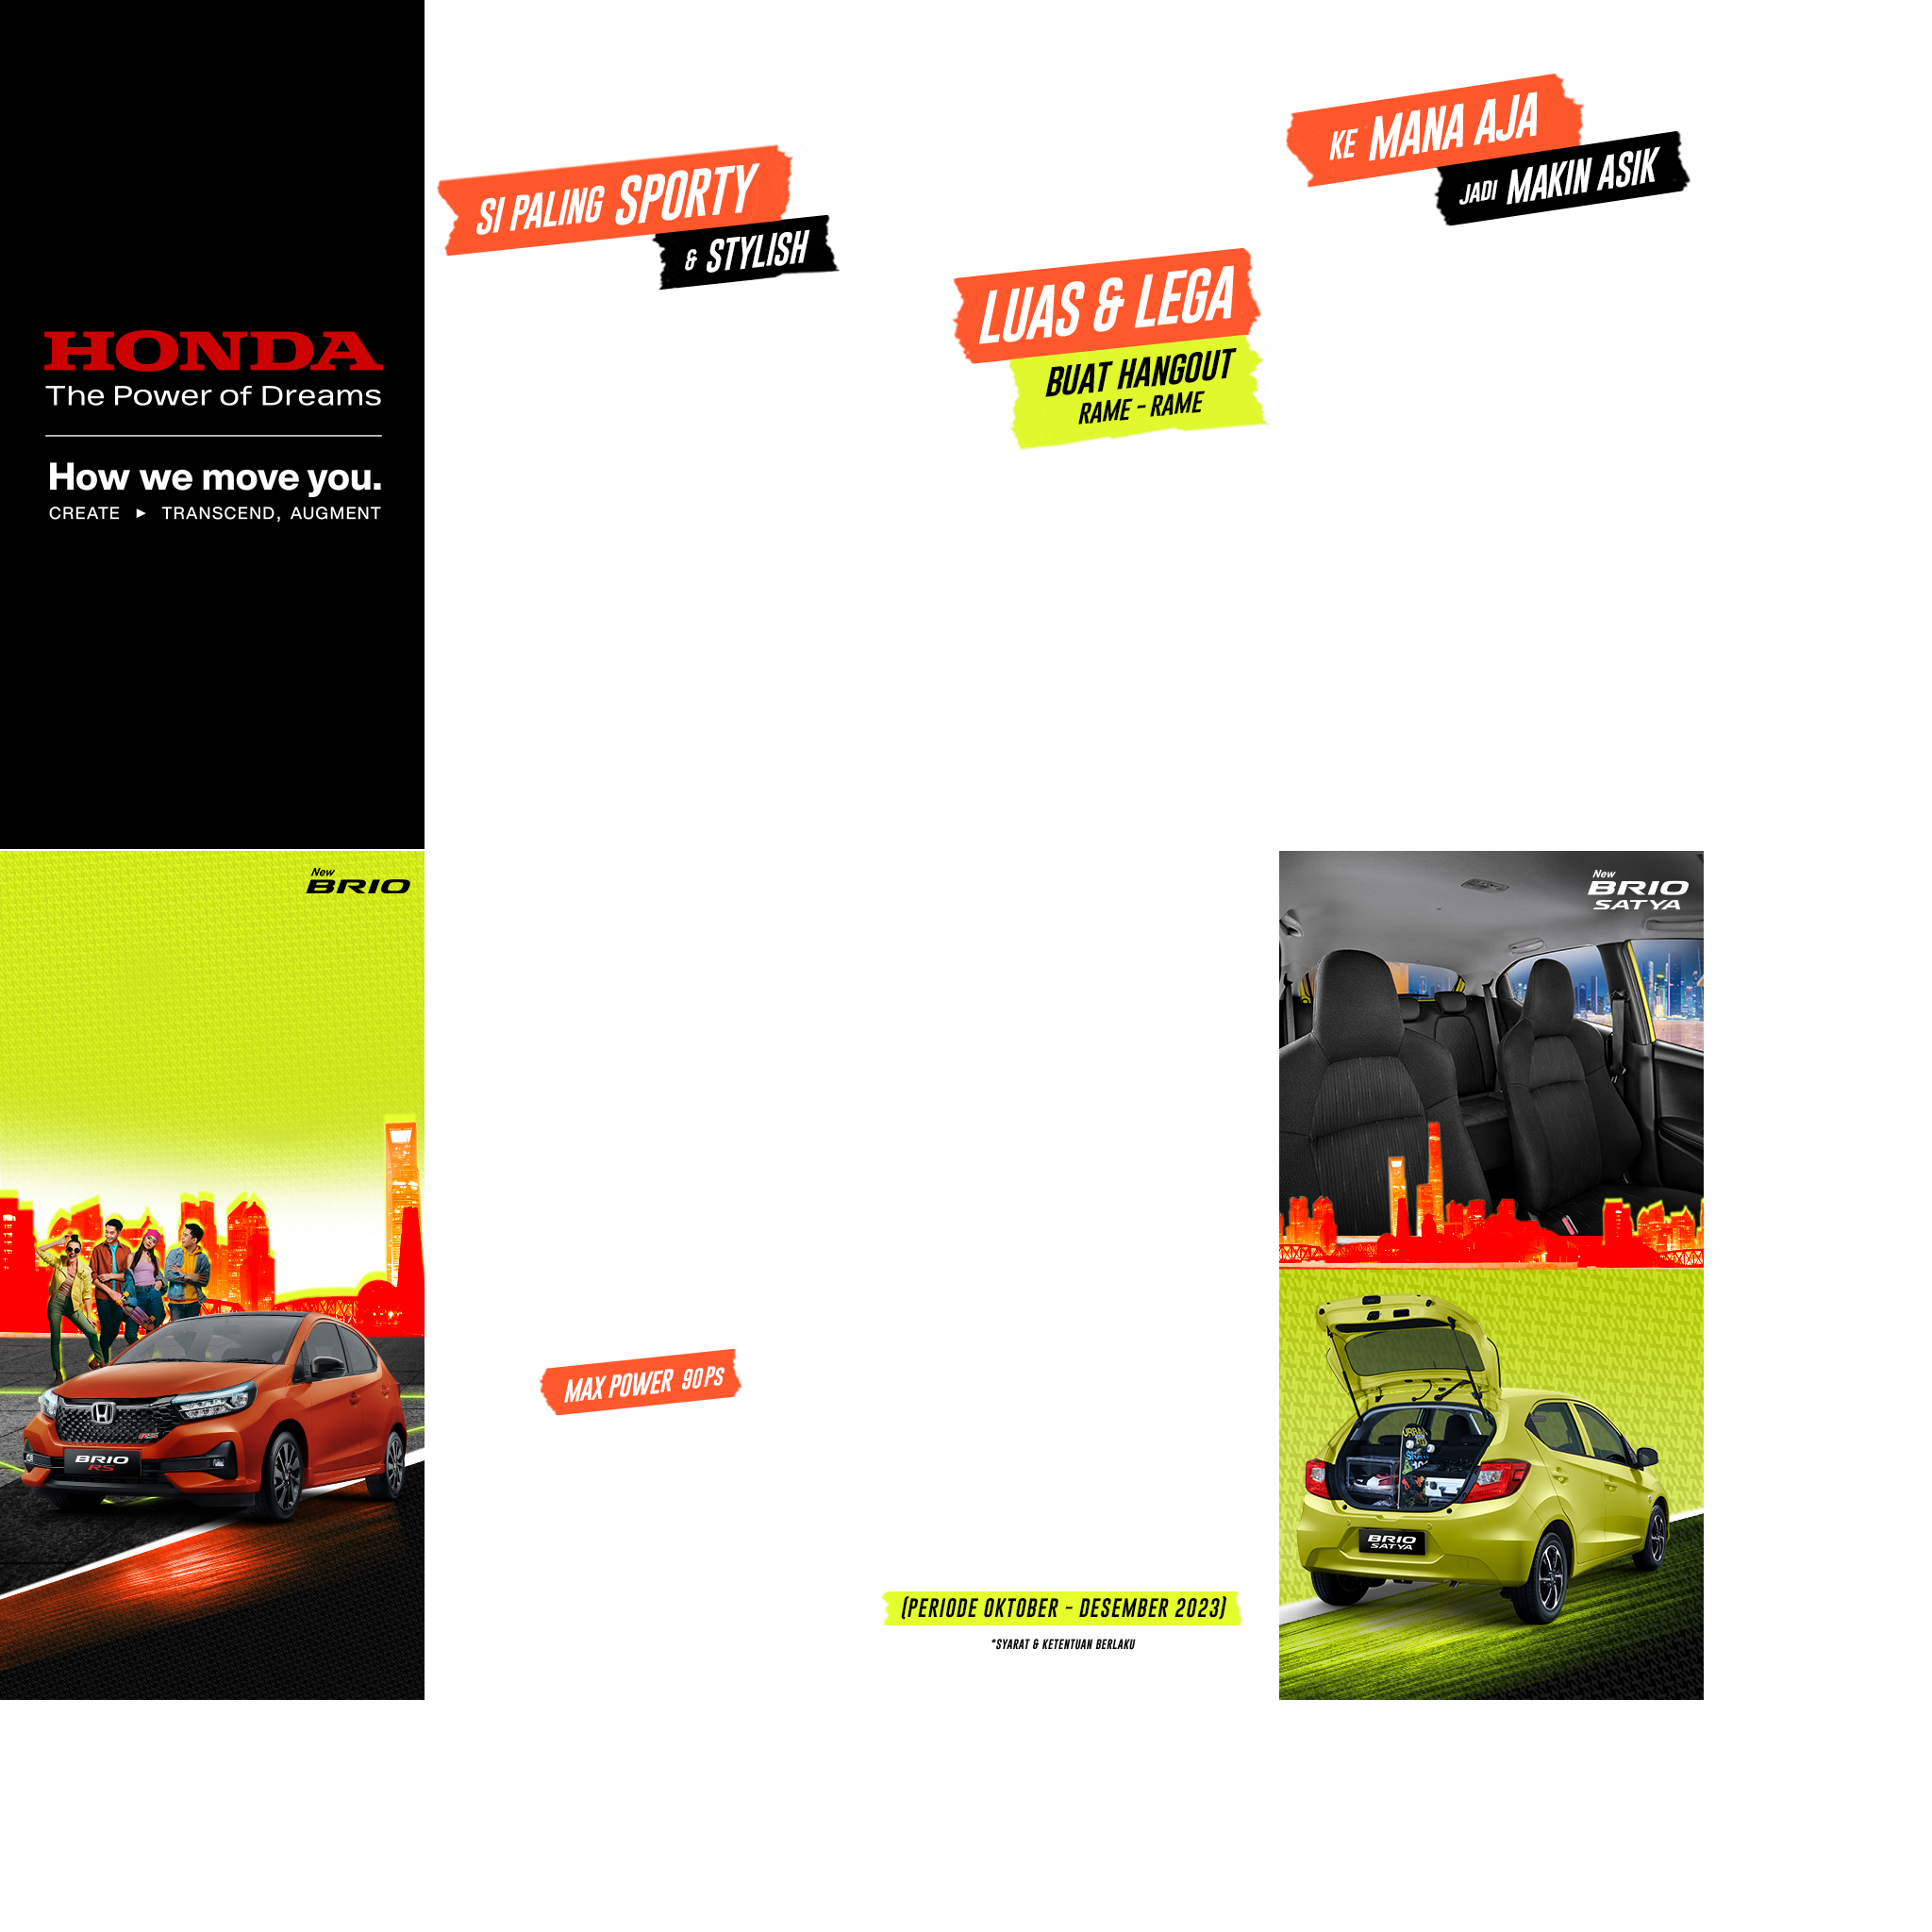 HONDA
The Power of Dreams
How we move you.
CREATE ▶ TRANSCEND, AUGMENT
SI PALING SPORTY
& STYLISH
LUAS & LEGA
BUAT HANGOUT
RAME - RAME
KE MANA AJA
JADI MAKIN ASIK
New
BRIO
BRIO
RS
MAX POWER 90PS
(PERIODE OKTOBER - DESEMBER 2023)
*SYARAT & KETENTUAN BERLAKU
New
BRIO
SATYA
BRIO
SATYA